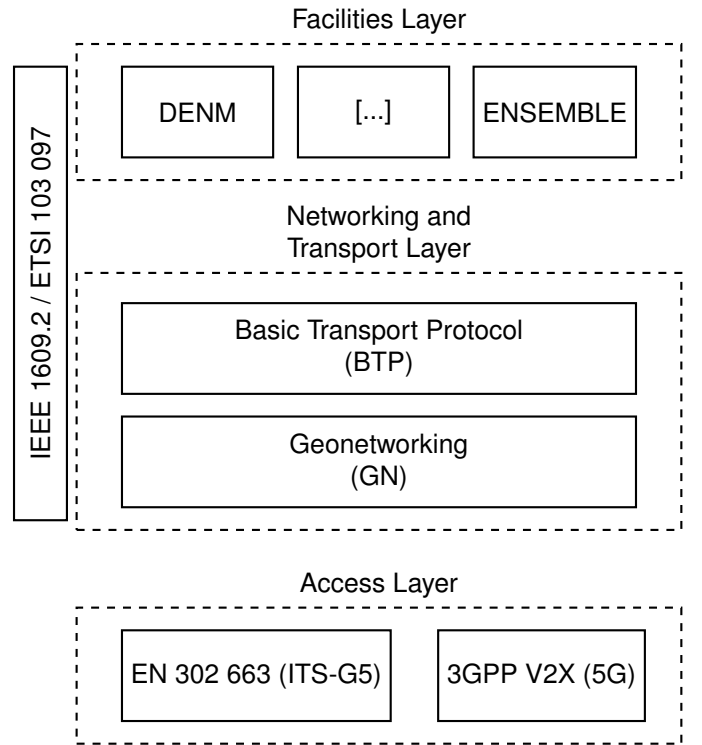 Facilities Layer
DENM
[...]
ENSEMBLE
IEEE 1609.2 / ETSI 103 097
Networking and
Transport Layer
Basic Transport Protocol
(BTP)
Geonetworking
(GN)
Access Layer
EN 302 663 (ITS-G5)
3GPP V2X (5G)